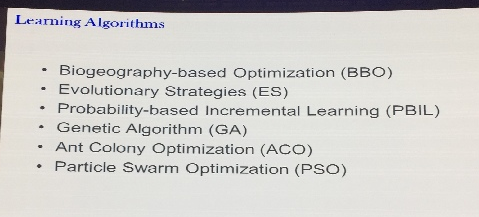 Learning Algorithms
• Biogeography-based Optimization (BBO)
• Evolutionary Strategies (ES)
• Probability-based Incremental Learning (PBIL)
• Genetic Algorithm (GA)
• Ant Colony Optimization (ACO)
• Particle Swarm Optimization (PSO)